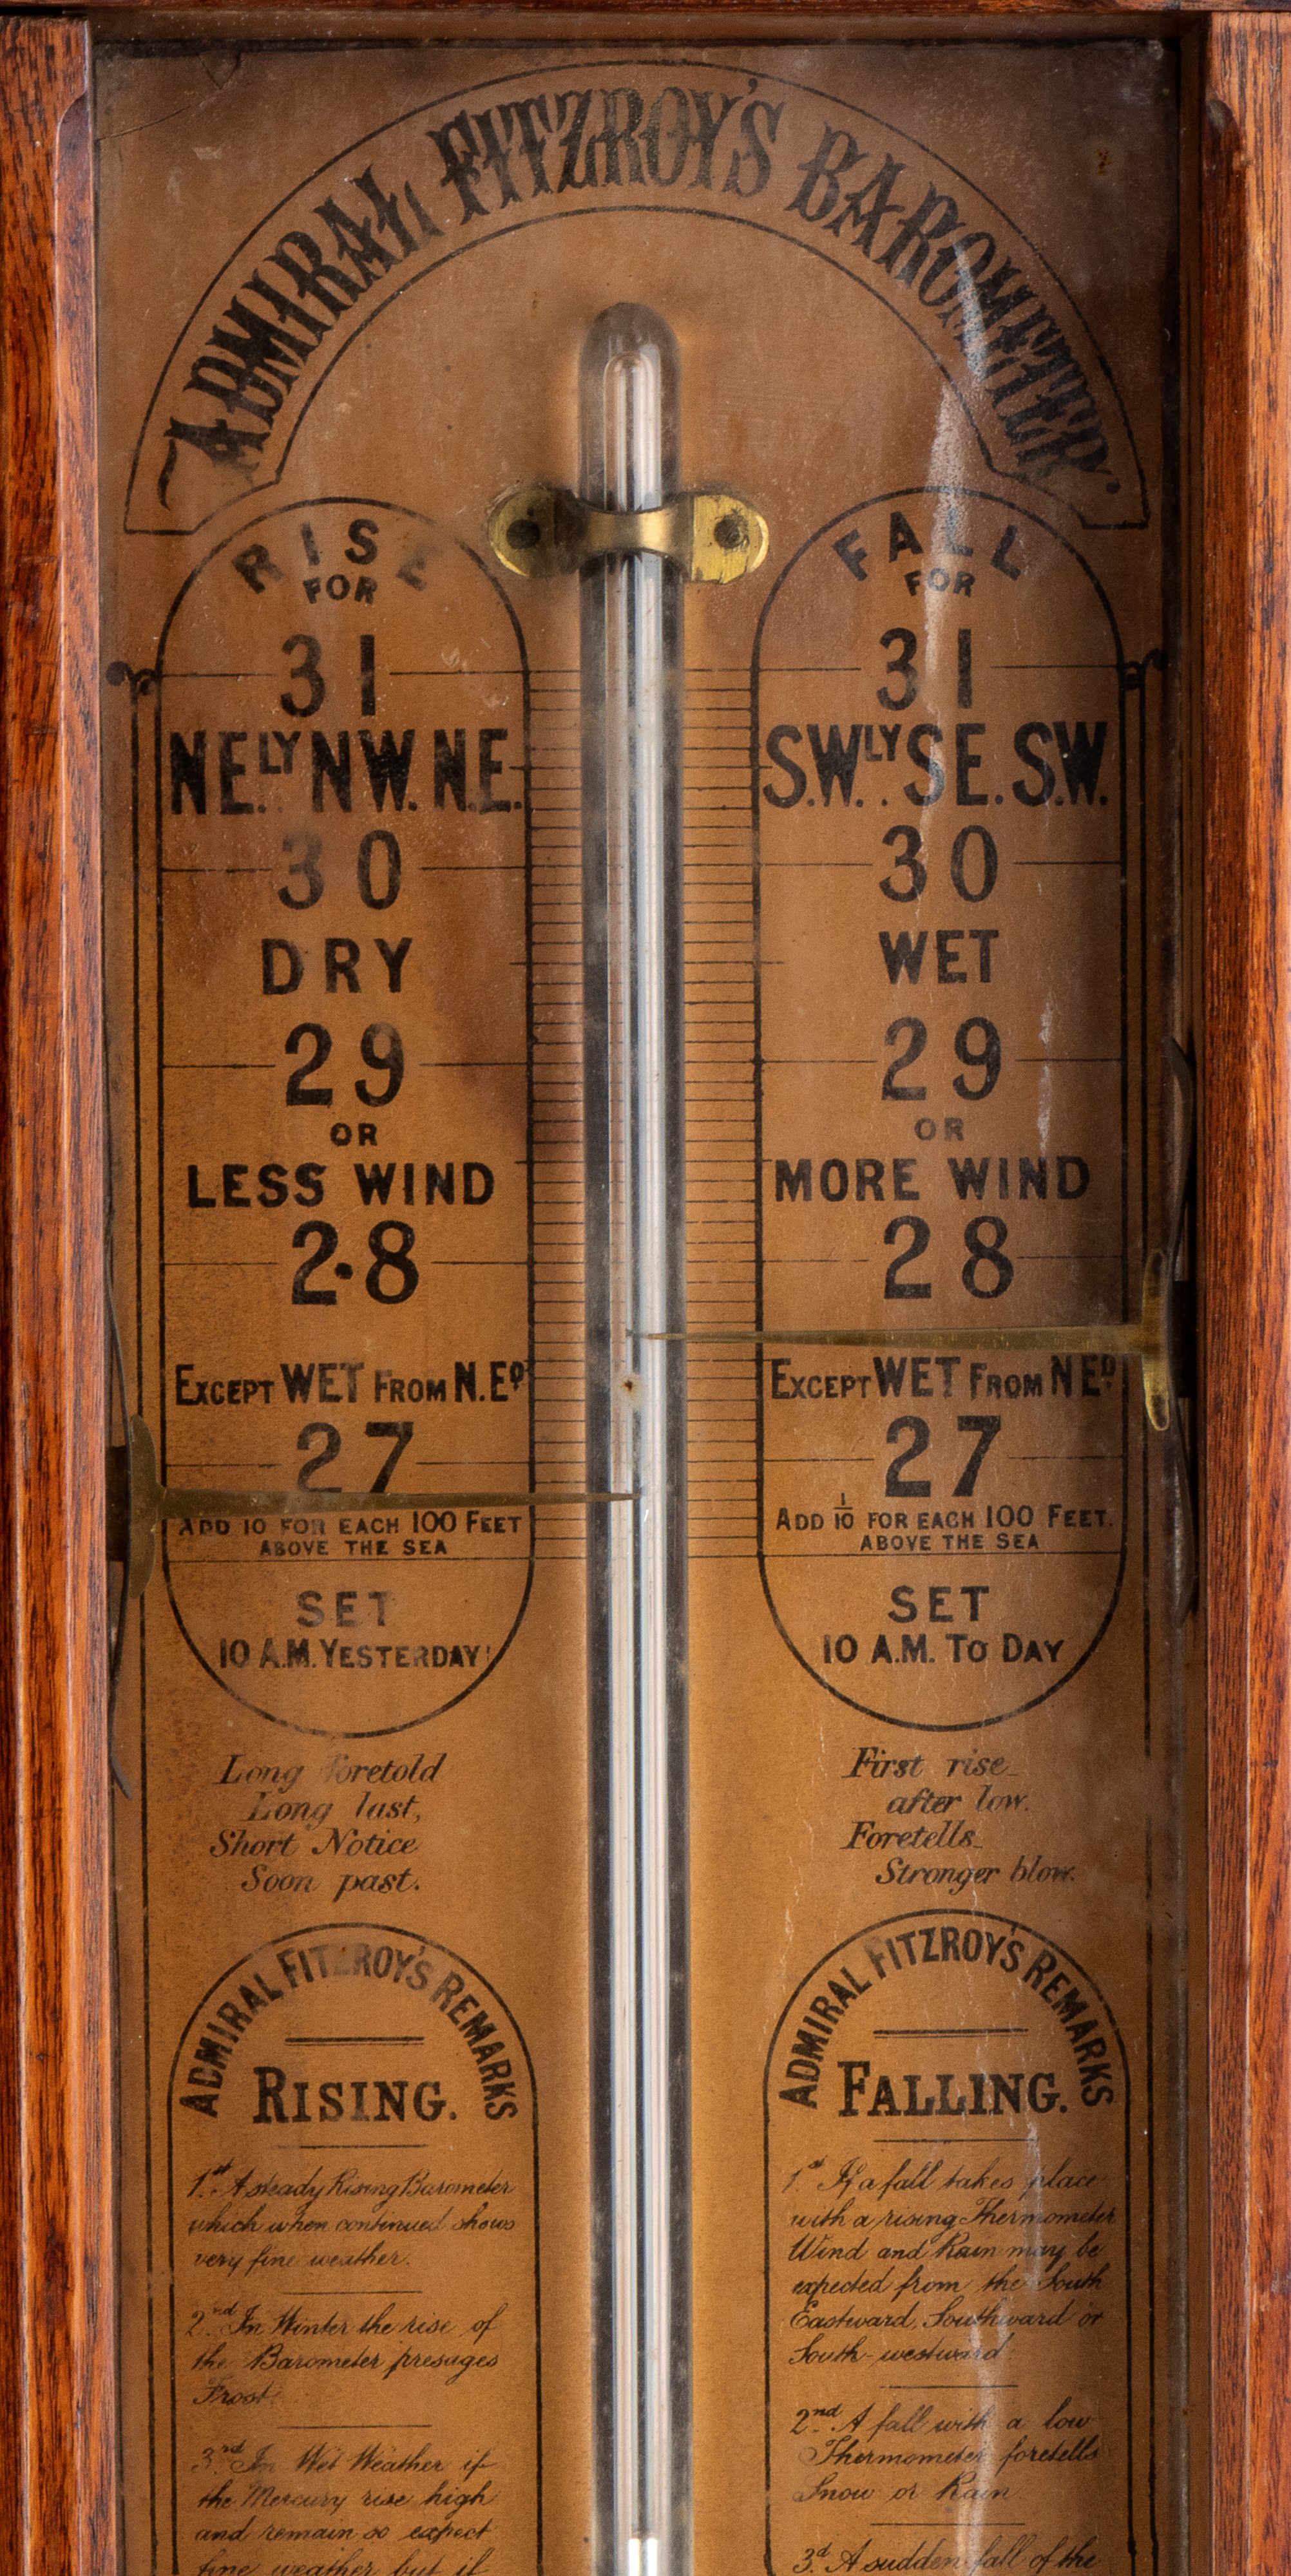 ADMIRAL FITZROY'S BAROMETER.
RISE
FOR
31
N.E.LY N.W. N.E.
30
DRY
29
OR
LESS WIND
28
EXCEPT WET FROM N.ED
27
ADD 10 FOR EACH 100 FEET
ABOVE THE SEA
SET
10 A.M. YESTERDAY
Long foretold
Long last,
Short Notice
Soon past.
ADMIRAL FITZROY'S REMARKS
RISING.
1st A steady Rising Barometer
which when continued shows
very fine weather.
2nd In Winter the rise of
the Barometer presages
Frost
3rd In Wet Weather if
the Mercury rise high
and remain so expect
fine weather but if
FALL
FOR
31
S.W.LY S.E. S.W.
30
WET
29
OR
MORE WIND
28
EXCEPT WET FROM N.ED
27
ADD 1/10 FOR EACH 100 FEET.
ABOVE THE SEA
SET
10 A.M. TO DAY
First rise
after low.
Foretells
Stronger blow.
ADMIRAL FITZROY'S REMARKS
FALLING.
1st If a fall takes place
with a rising Thermometer
Wind and Rain may be
expected from the South
Eastward, Southward or
South-westward
2nd A fall with a low
Thermometer foretells
Snow or Rain
3d A sudden fall of the